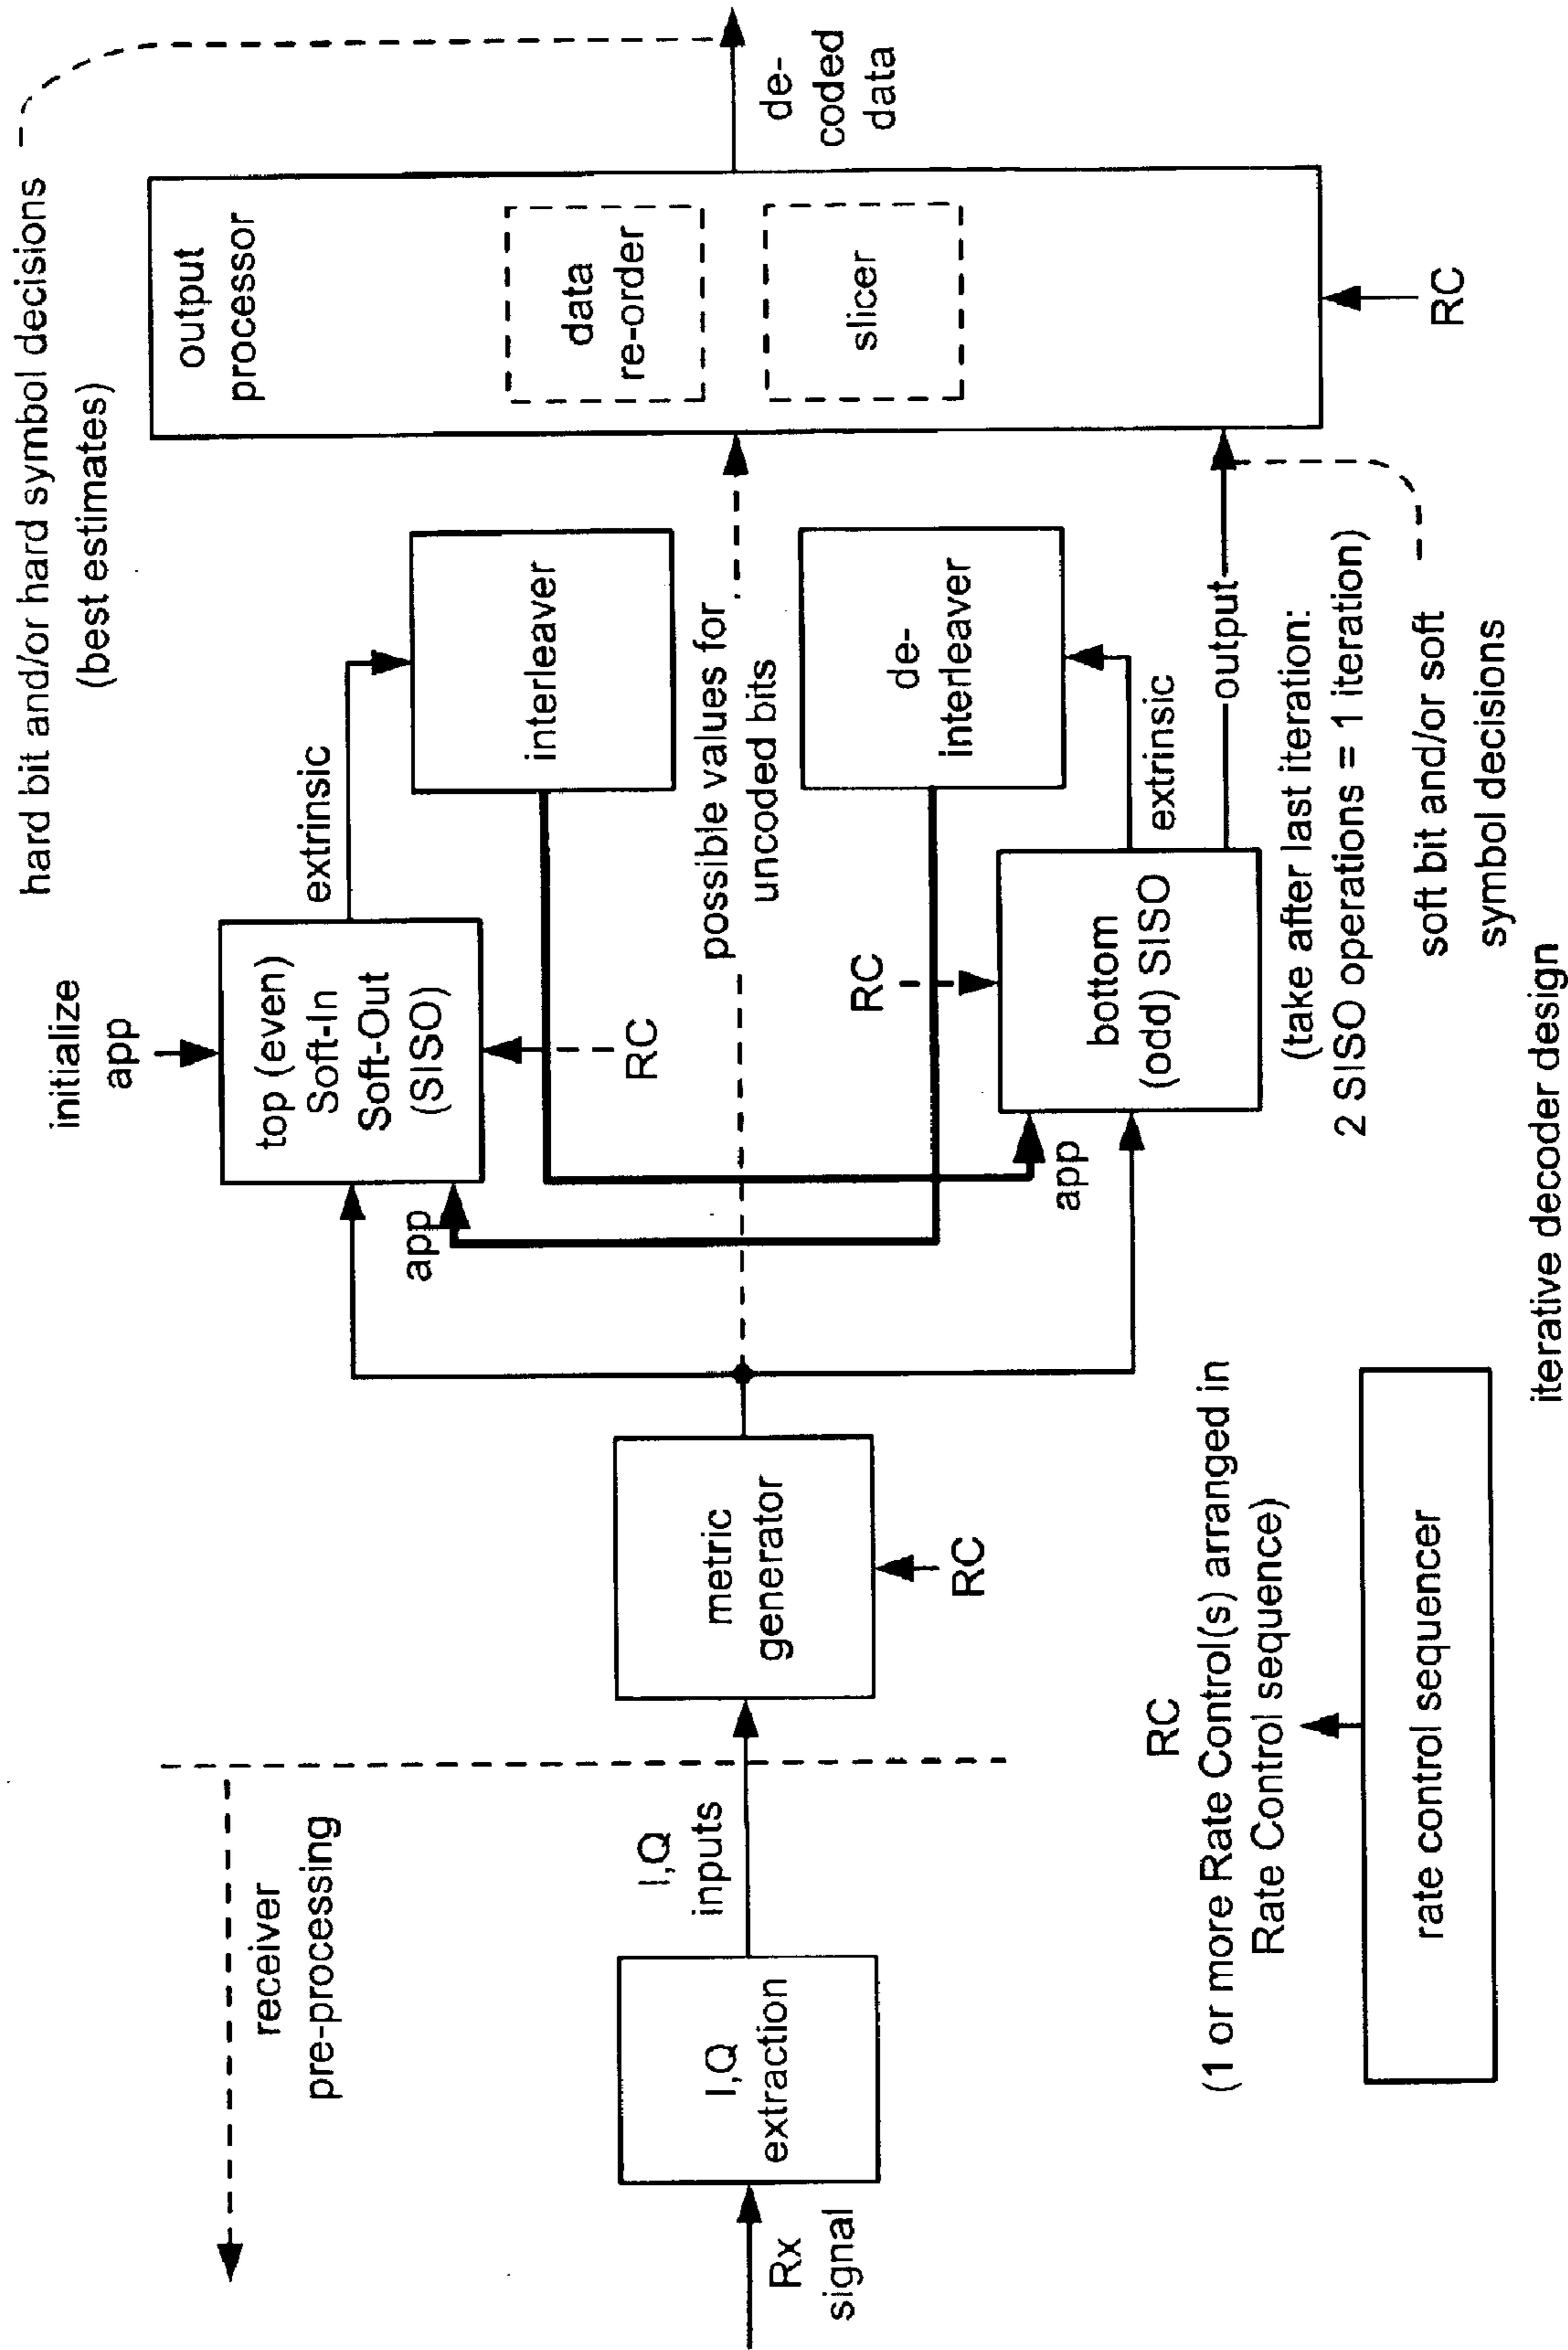 hard bit and/or hard symbol decisions
(best estimates)
initialize
app
top (even)
Soft-In
Soft-Out
(SISO)
extrinsic
interleaver
output
processor
data
re-order
slicer
de-
coded
data
RC
app
RC
possible values for
uncoded bits
de-
interleaver
RC
app
bottom
(odd) SISO
extrinsic
output
(take after last iteration:
2 SISO operations = 1 iteration)
soft bit and/or soft
symbol decisions
receiver
pre-processing
Rx
signal
I,Q
extraction
I,Q
inputs
metric
generator
RC
RC
(1 or more Rate Control(s) arranged in
Rate Control sequence)
rate control sequencer
iterative decoder design